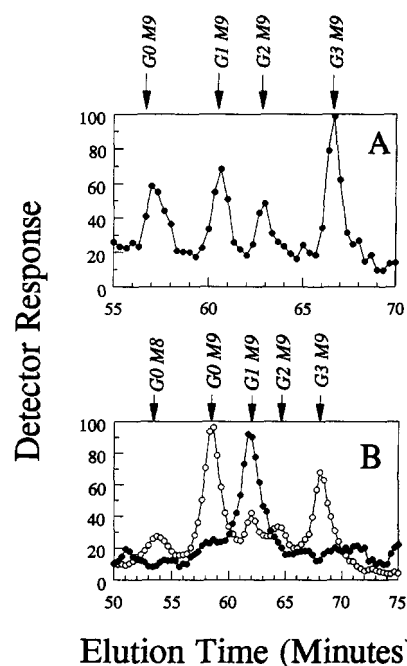 G0 M9 G1 M9 G2 M9 G3 M9
A
100
80
60
40
20
0
55 60 65 70
Detector Response
G0 M8 G0 M9 G1 M9 G2 M9 G3 M9
B
100
80
60
40
20
0
50 55 60 65 70 75
Elution Time (Minutes)